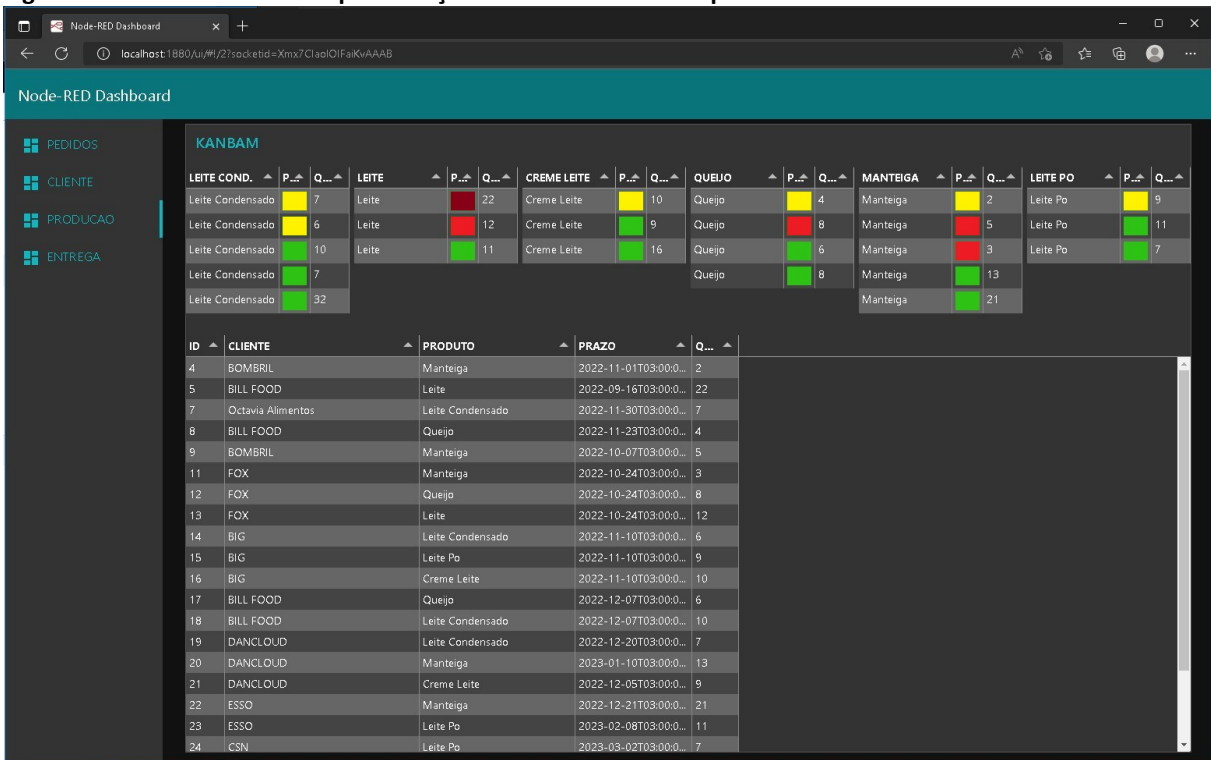 Node-RED Dashboard
localhost:1880/ui/#!/2?socketid=Xmx7CIaolOIFaiKvAAAB
Node-RED Dashboard
PEDIDOS
CLIENTE
PRODUCAO
ENTREGA
KANBAM
LEITE COND. P... Q... LEITE P... Q... CREME LEITE P... Q... QUEIJO P... Q... MANTEIGA P... Q... LEITE PO P... Q...
Leite Condensado 7 Leite 22 Creme Leite 10 Queijo 4 Manteiga 2 Leite Po 9
Leite Condensado 6 Leite 12 Creme Leite 9 Queijo 8 Manteiga 5 Leite Po 11
Leite Condensado 10 Leite 11 Creme Leite 16 Queijo 6 Manteiga 3 Leite Po 7
Leite Condensado 7 Queijo 8 Manteiga 13
Leite Condensado 32 Manteiga 21
ID CLIENTE PRODUTO PRAZO Q...
4 BOMBRIL Manteiga 2022-11-01T03:00:0... 2
5 BILL FOOD Leite 2022-09-16T03:00:0... 22
7 Octavia Alimentos Leite Condensado 2022-11-30T03:00:0... 7
8 BILL FOOD Queijo 2022-11-23T03:00:0... 4
9 BOMBRIL Manteiga 2022-10-07T03:00:0... 5
11 FOX Manteiga 2022-10-24T03:00:0... 3
12 FOX Queijo 2022-10-24T03:00:0... 8
13 FOX Leite 2022-10-24T03:00:0... 12
14 BIG Leite Condensado 2022-11-10T03:00:0... 6
15 BIG Leite Po 2022-11-10T03:00:0... 9
16 BIG Creme Leite 2022-11-10T03:00:0... 10
17 BILL FOOD Queijo 2022-12-07T03:00:0... 6
18 BILL FOOD Leite Condensado 2022-12-07T03:00:0... 10
19 DANCLOUD Leite Condensado 2022-12-20T03:00:0... 7
20 DANCLOUD Manteiga 2023-01-10T03:00:0... 13
21 DANCLOUD Creme Leite 2022-12-05T03:00:0... 9
22 ESSO Manteiga 2022-12-21T03:00:0... 21
23 ESSO Leite Po 2023-02-08T03:00:0... 11
24 CSN Leite Po 2023-03-02T03:00:0... 7